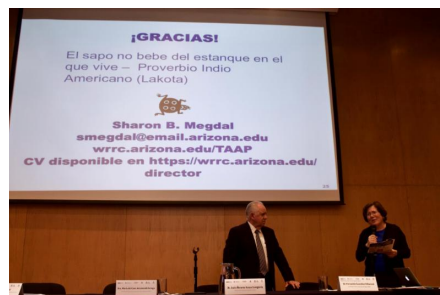 ¡GRACIAS!
El sapo no bebe del estanque en el
que vive – Proverbio Indio
Americano (Lakota)
Sharon B. Megdal
smegdal@email.arizona.edu
wrrc.arizona.edu/TAAP
CV disponible en https://wrrc.arizona.edu/
director